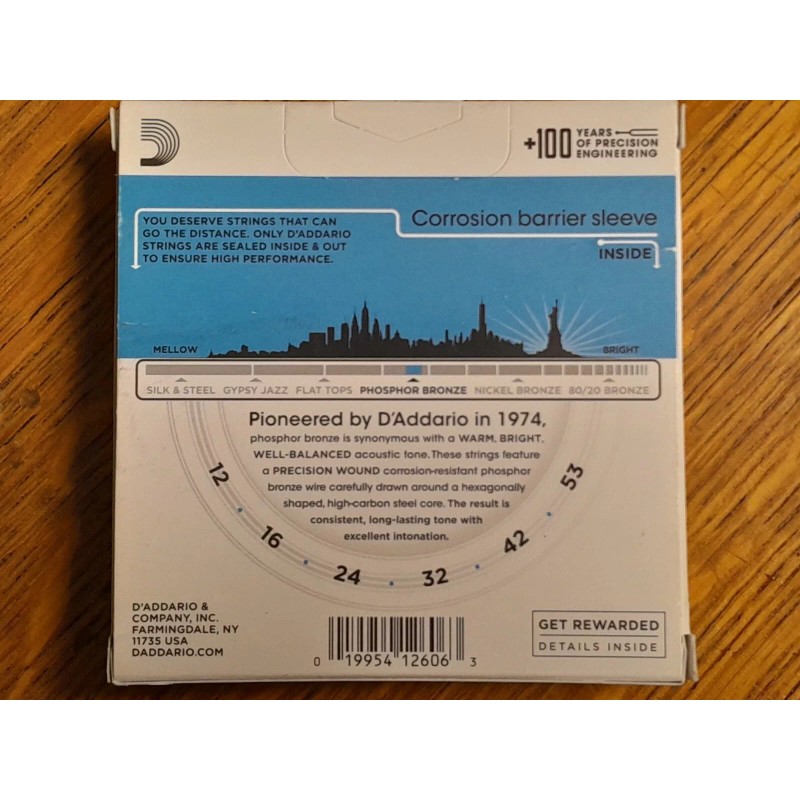 +100 YEARS OF PRECISION ENGINEERING
YOU DESERVE STRINGS THAT CAN
GO THE DISTANCE. ONLY D'ADDARIO
STRINGS ARE SEALED INSIDE & OUT
TO ENSURE HIGH PERFORMANCE.
Corrosion barrier sleeve
INSIDE
MELLOW BRIGHT
SILK & STEEL GYPSY JAZZ FLAT TOPS PHOSPHOR BRONZE NICKEL BRONZE 80/20 BRONZE
Pioneered by D'Addario in 1974,
phosphor bronze is synonymous with a WARM, BRIGHT,
WELL-BALANCED acoustic tone. These strings feature
a PRECISION WOUND corrosion-resistant phosphor
bronze wire carefully drawn around a hexagonally
shaped, high-carbon steel core. The result is
consistent, long-lasting tone with
excellent intonation.
12 16 24 32 42 53
D'ADDARIO &
COMPANY, INC.
FARMINGDALE, NY
11735 USA
DADDARIO.COM
0 19954 12606 3
GET REWARDED
DETAILS INSIDE